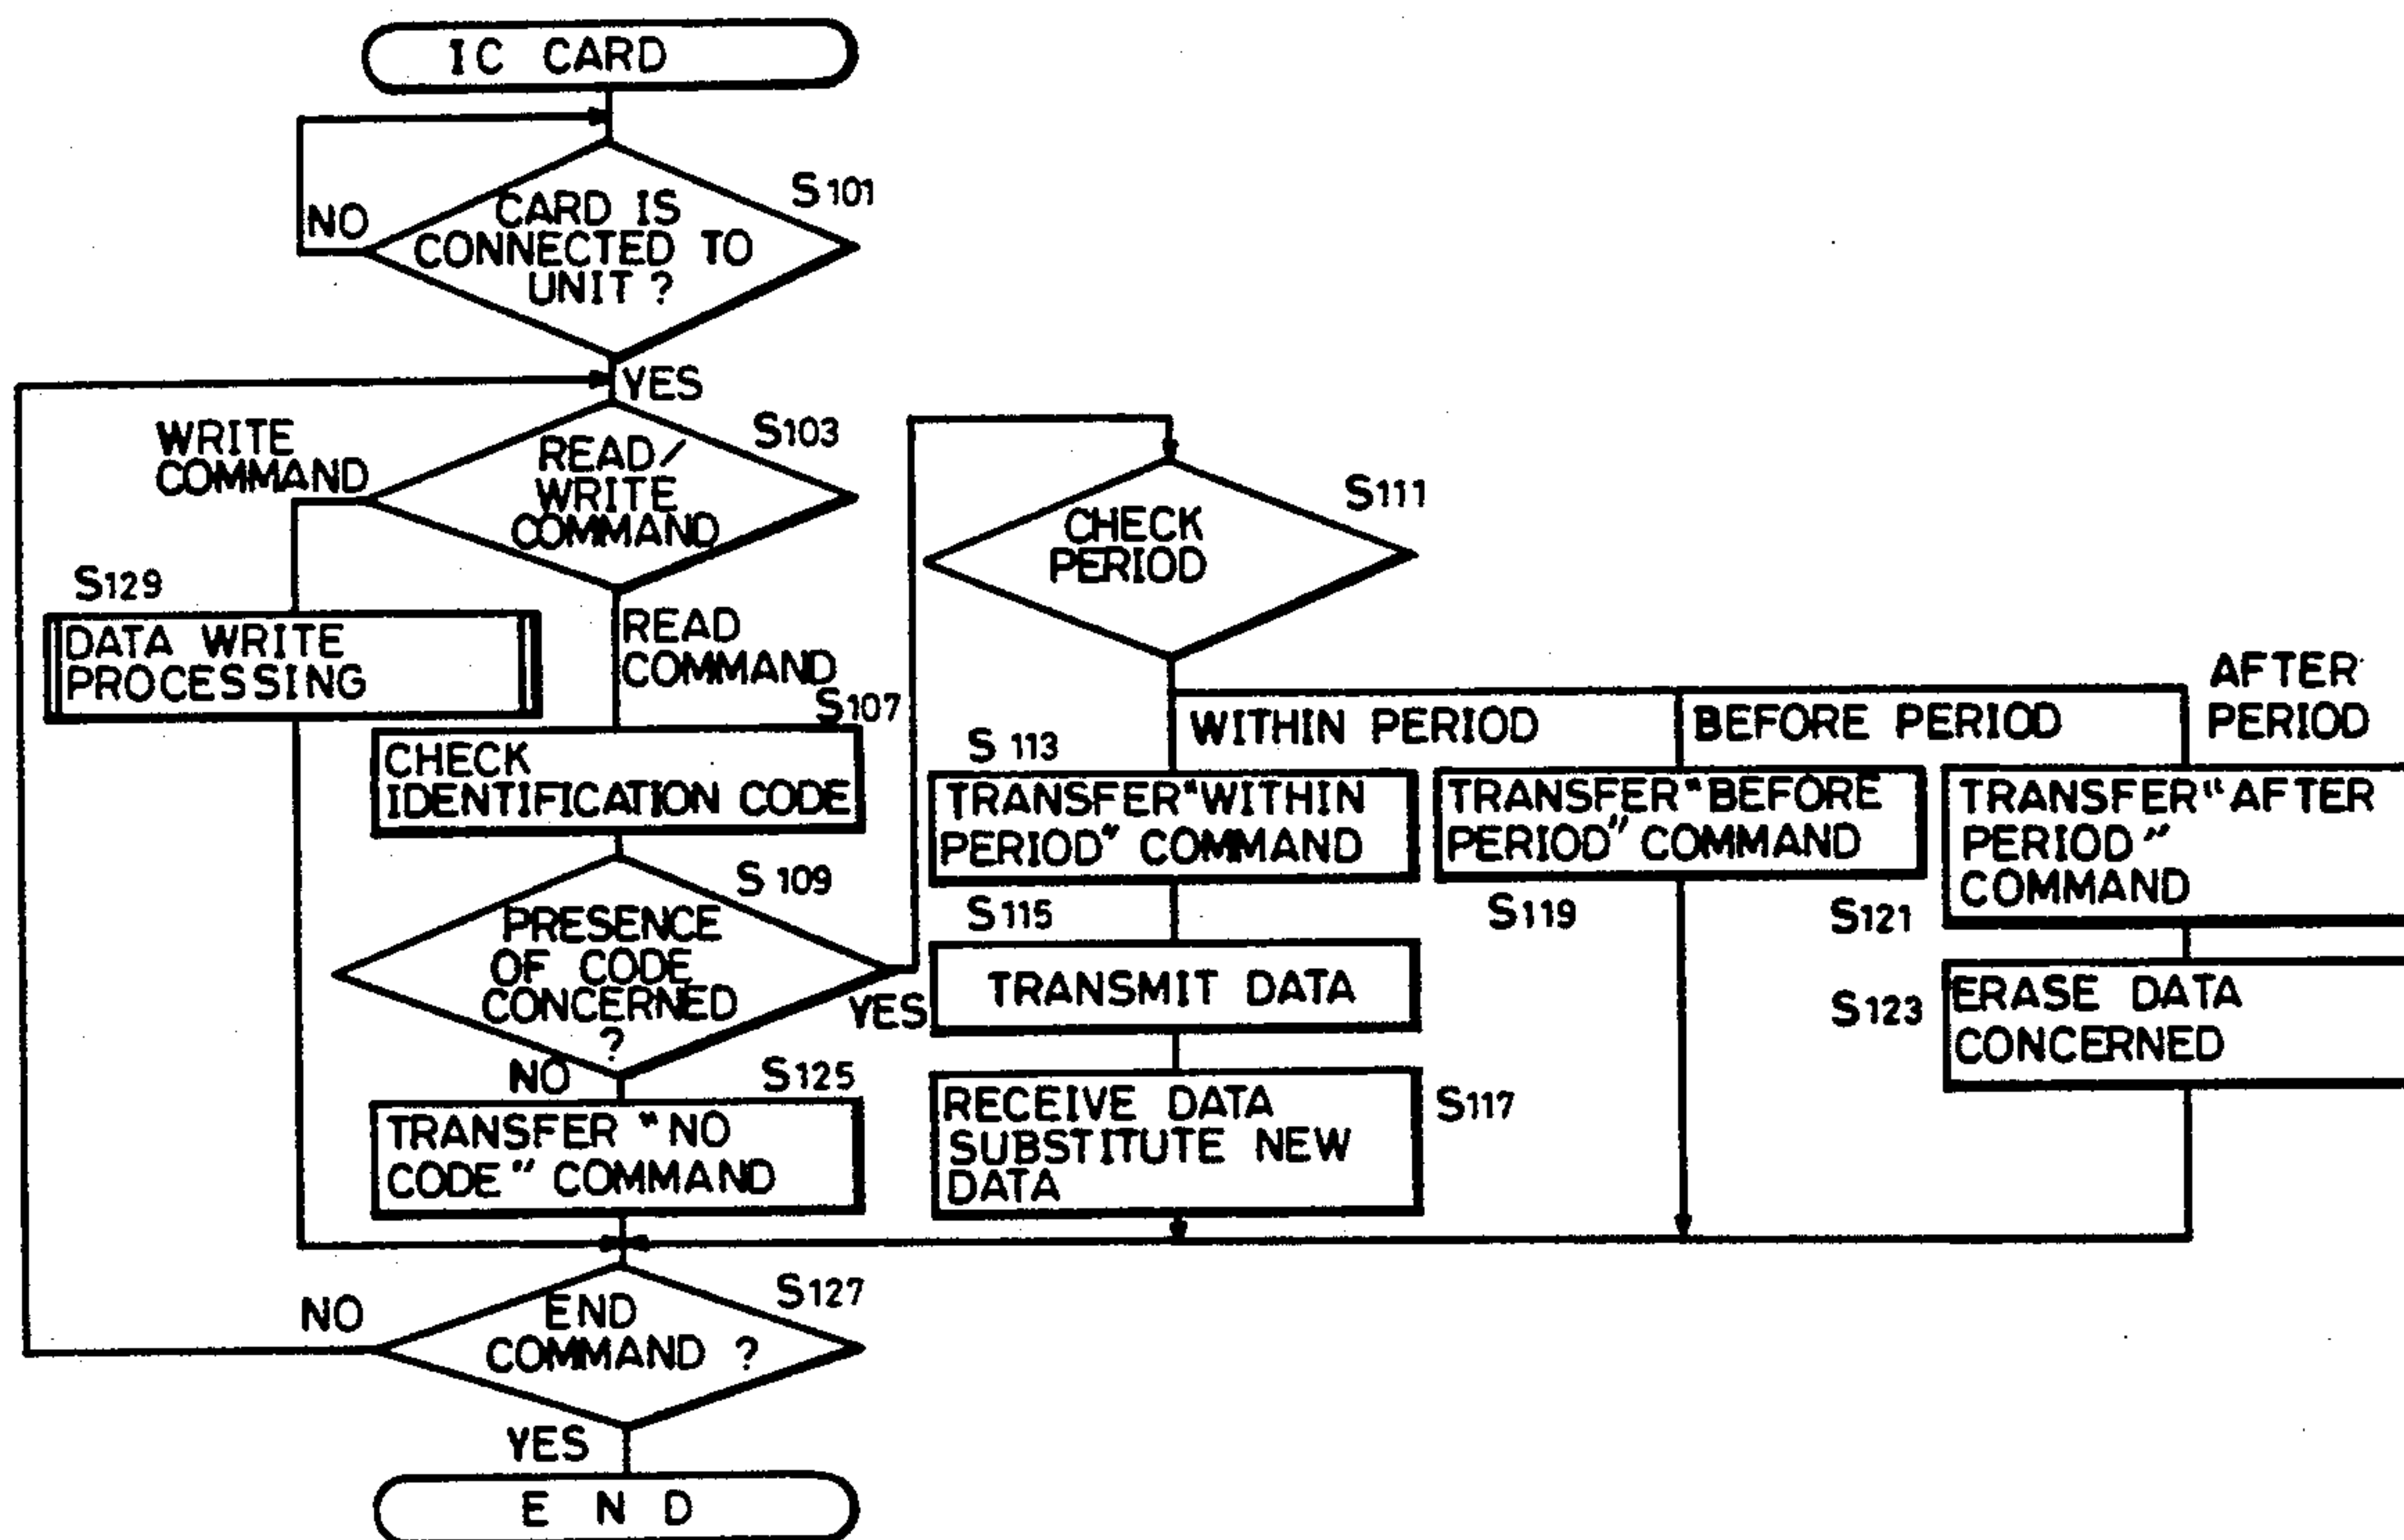 IC CARD
S101
CARD IS
CONNECTED TO
UNIT ?
NO
YES
S103
READ/
WRITE
COMMAND
WRITE
COMMAND
READ
COMMAND
S129
DATA WRITE
PROCESSING
S107
CHECK
IDENTIFICATION CODE
S109
PRESENCE
OF CODE
CONCERNED
?
YES
NO
S125
TRANSFER "NO
CODE" COMMAND
S111
CHECK
PERIOD
WITHIN PERIOD
BEFORE PERIOD
AFTER
PERIOD
S113
TRANSFER "WITHIN
PERIOD" COMMAND
S115
TRANSMIT DATA
S117
RECEIVE DATA
SUBSTITUTE NEW
DATA
TRANSFER "BEFORE
PERIOD" COMMAND
S119
TRANSFER "AFTER
PERIOD"
COMMAND
S121
S123
ERASE DATA
CONCERNED
S127
END
COMMAND ?
NO
YES
END